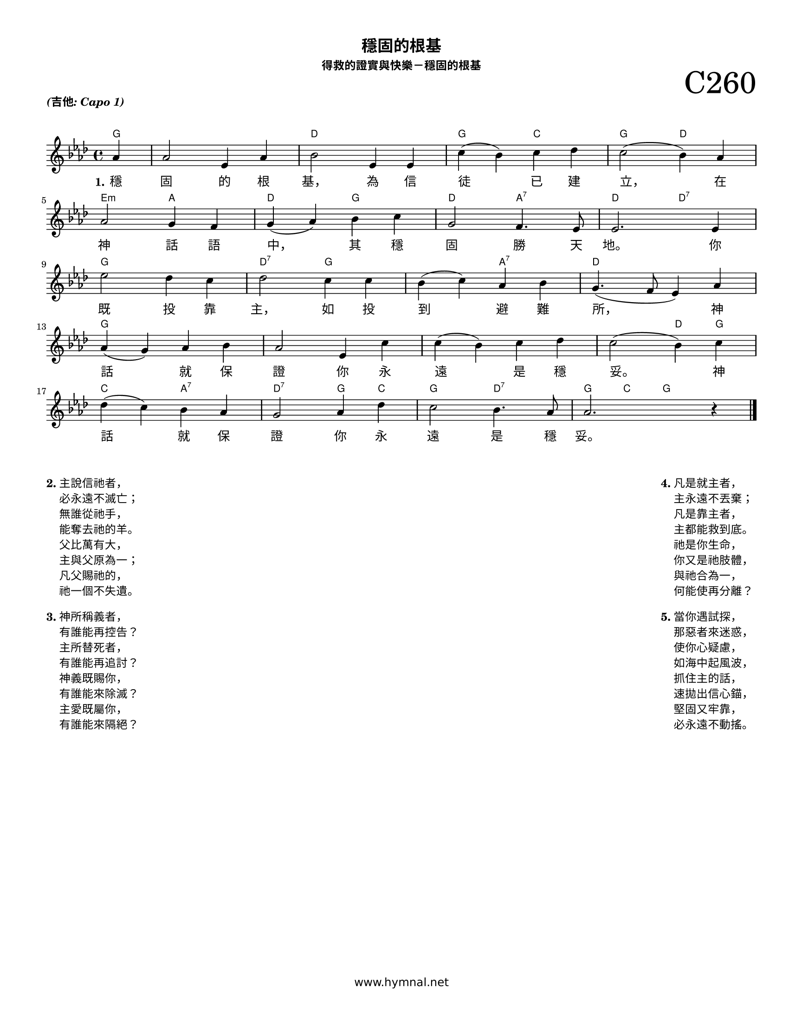 穩固的根基
得救的證實與快樂－穩固的根基
C260
(吉他: Capo 1)
G D G C G D
1. 穩 固 的 根 基， 為 信 徒 已 建 立， 在
5 Em A D G D A7 D D7
神 話 語 中， 其 穩 固 勝 天 地。 你
9 G D7 G C A7 D
既 投 靠 主， 如 投 到 避 難 所， 神
13 G D G
話 就 保 證 你 永 遠 是 穩 妥。 神
17 C A7 D7 G C G D7 G C G
話 就 保 證 你 永 遠 是 穩 妥。
2. 主說信祂者，
必永遠不滅亡；
無誰從祂手，
能奪去祂的羊。
父比萬有大，
主與父原為一；
凡父賜祂的，
祂一個不失遺。
3. 神所稱義者，
有誰能再控告？
主所替死者，
有誰能再追討？
神義既賜你，
有誰能來除滅？
主愛既屬你，
有誰能來隔絕？
4. 凡是就主者，
主永遠不丟棄；
凡是靠主者，
主都能救到底。
祂是你生命，
你又是祂肢體，
與祂合為一，
何能使再分離？
5. 當你遇試探，
那惡者來迷惑，
使你心疑慮，
如海中起風波，
抓住主的話，
速拋出信心錨，
堅固又牢靠，
必永遠不動搖。
www.hymnal.net